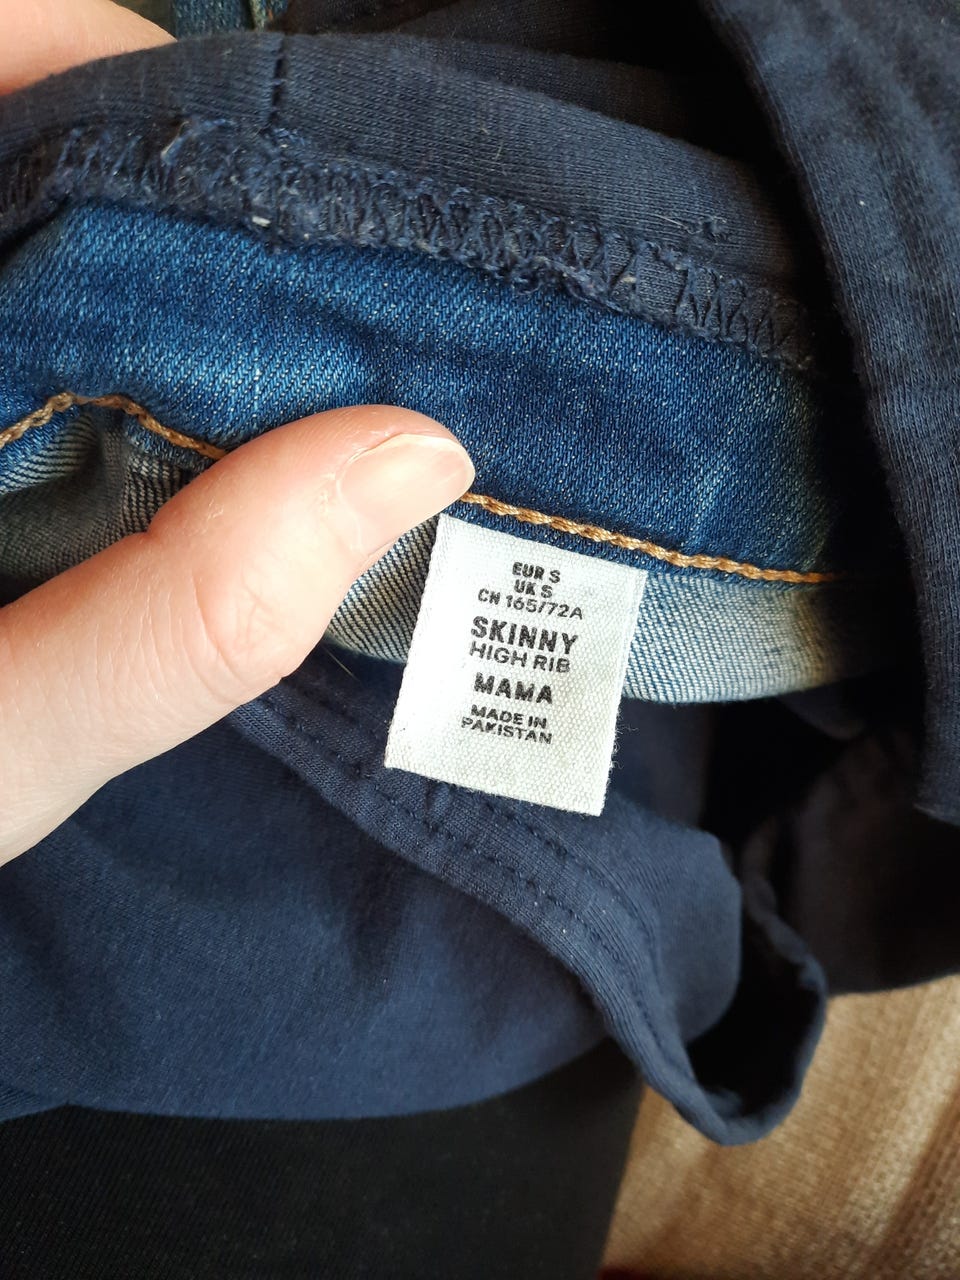 EUR S
UK S
CN 165/72A
SKINNY
HIGH RIB
MAMA
MADE IN
PAKISTAN